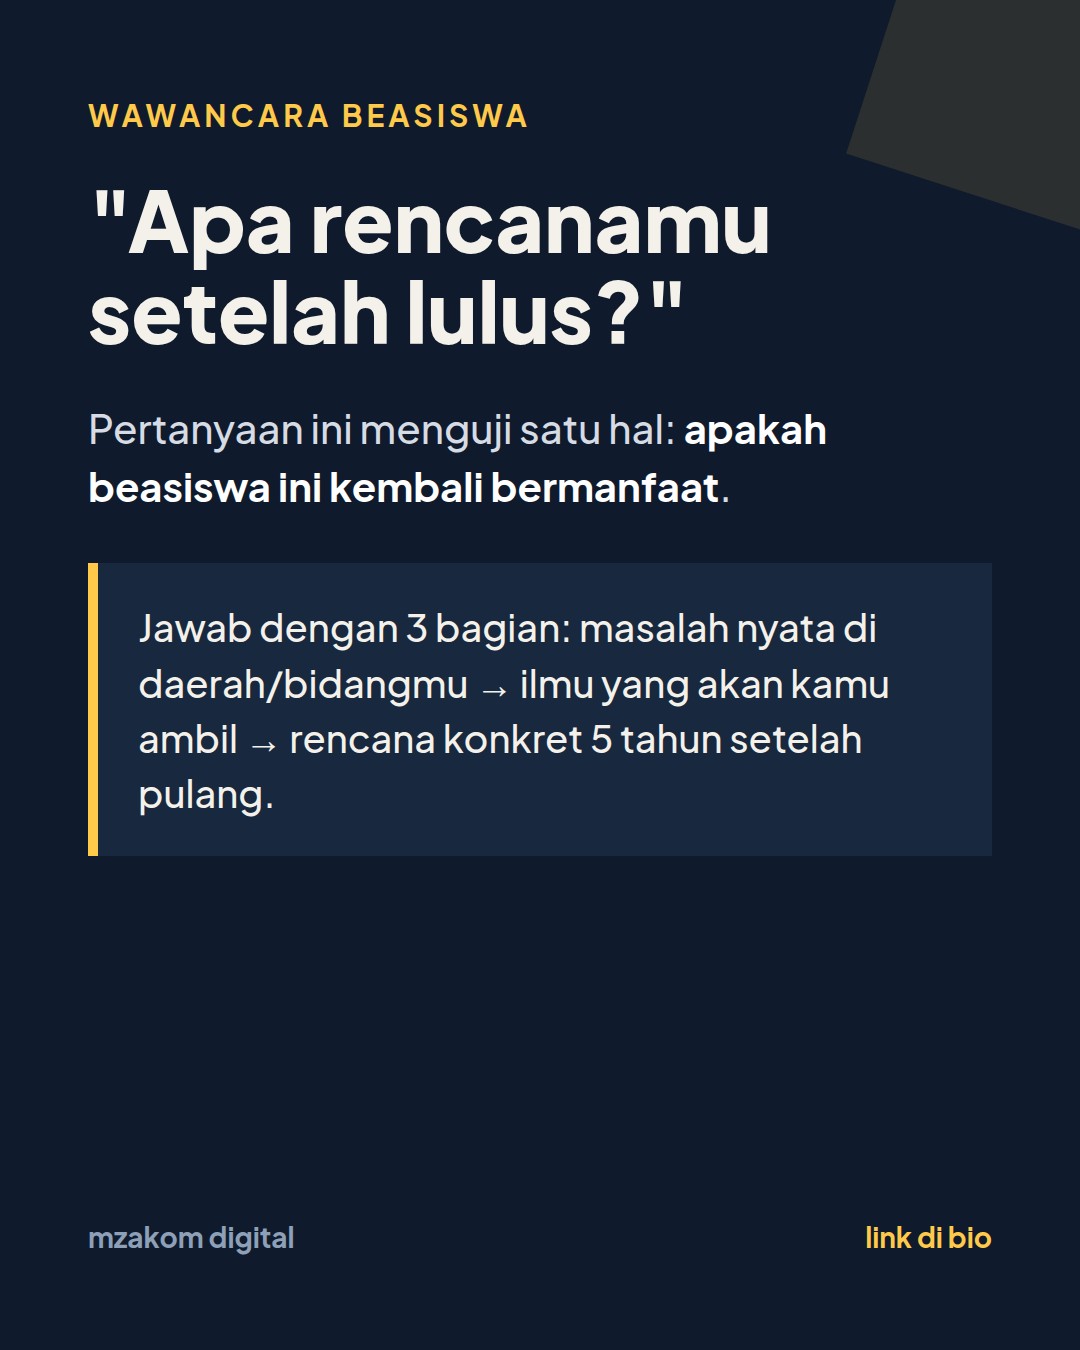 WAWANCARA BEASISWA
"Apa rencanamu
setelah lulus?"
Pertanyaan ini menguji satu hal: apakah
beasiswa ini kembali bermanfaat.
Jawab dengan 3 bagian: masalah nyata di
daerah/bidangmu → ilmu yang akan kamu
ambil → rencana konkret 5 tahun setelah
pulang.
mzakom digital
link di bio